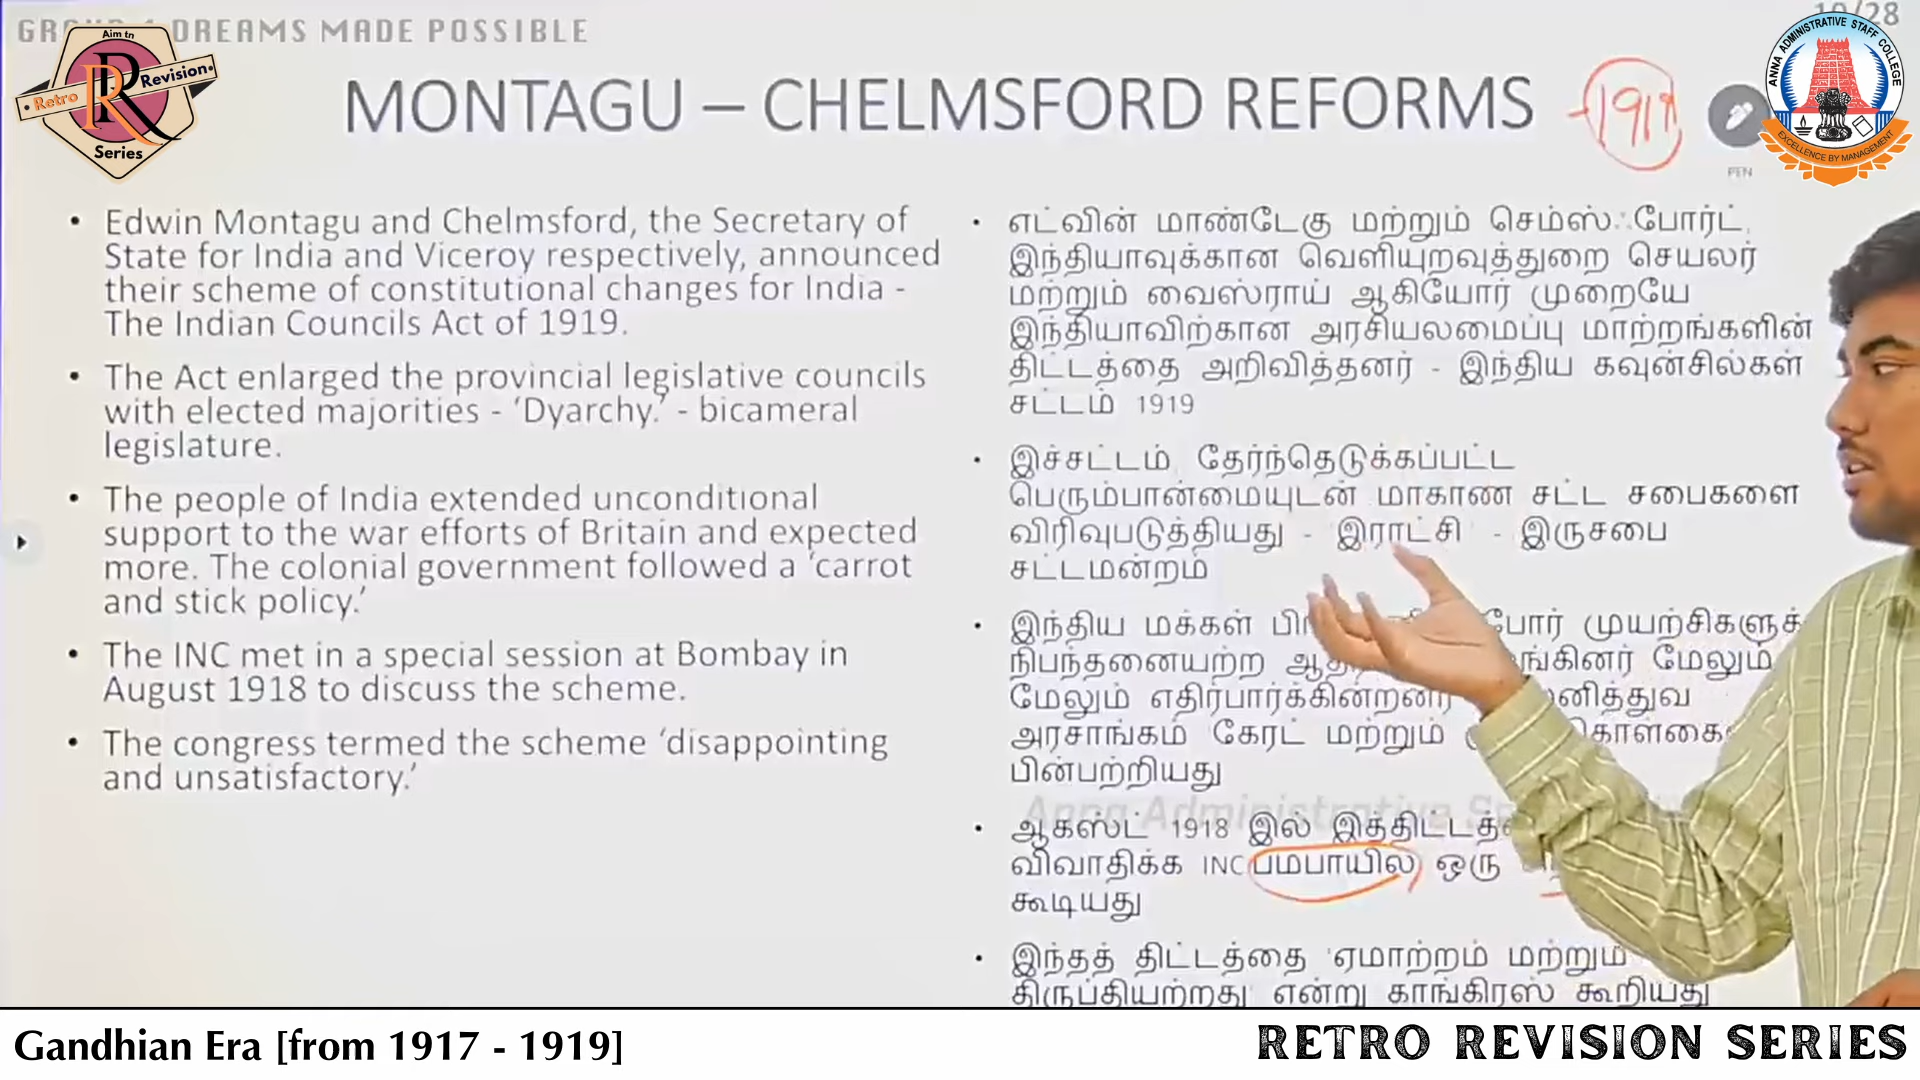 GR DREAMS MADE POSSIBLE
/28
Aim tn
Retro
RR
Revision
Series
MONTAGU – CHELMSFORD REFORMS
ANNA ADMINISTRATIVE STAFF COLLEGE
EXCELLENCE BY MANAGEMENT
PEN
• Edwin Montagu and Chelmsford, the Secretary of
State for India and Viceroy respectively, announced
their scheme of constitutional changes for India -
The Indian Councils Act of 1919.
• The Act enlarged the provincial legislative councils
with elected majorities - ‘Dyarchy.’ - bicameral
legislature.
• The people of India extended unconditional
support to the war efforts of Britain and expected
more. The colonial government followed a ‘carrot
and stick policy.’
• The INC met in a special session at Bombay in
August 1918 to discuss the scheme.
• The congress termed the scheme ‘disappointing
and unsatisfactory.’
• எட்வின் மாண்டேகு மற்றும் செம்ஸ்ஃபோர்ட்,
இந்தியாவுக்கான வெளியுறவுத்துறை செயலர்
மற்றும் வைஸ்ராய் ஆகியோர் முறையே
இந்தியாவிற்கான அரசியலமைப்பு மாற்றங்களின்
திட்டத்தை அறிவித்தனர் - இந்திய கவுன்சில்கள்
சட்டம் 1919
• இச்சட்டம் தேர்ந்தெடுக்கப்பட்ட
பெரும்பான்மையுடன் மாகாண சட்ட சபைகளை
விரிவுபடுத்தியது - இராட்சி - இருசபை
சட்டமன்றம்
• இந்திய மக்கள் போர் முயற்சிகளுக்
நிபந்தனையற்ற மேலும்
மேலும் எதிர்பார்க்கின்றனர்
அரசாங்கம் கேரட் மற்றும்
பின்பற்றியது
• ஆகஸ்ட் 1918 இல்
விவாதிக்க INC பம்பாயில் ஒரு
கூடியது
• இந்தத் திட்டத்தை 'ஏமாற்றம் மற்றும்
திருப்தியற்றது' என்று காங்கிரஸ் கூறியது
Gandhian Era [from 1917 - 1919]
RETRO REVISION SERIES